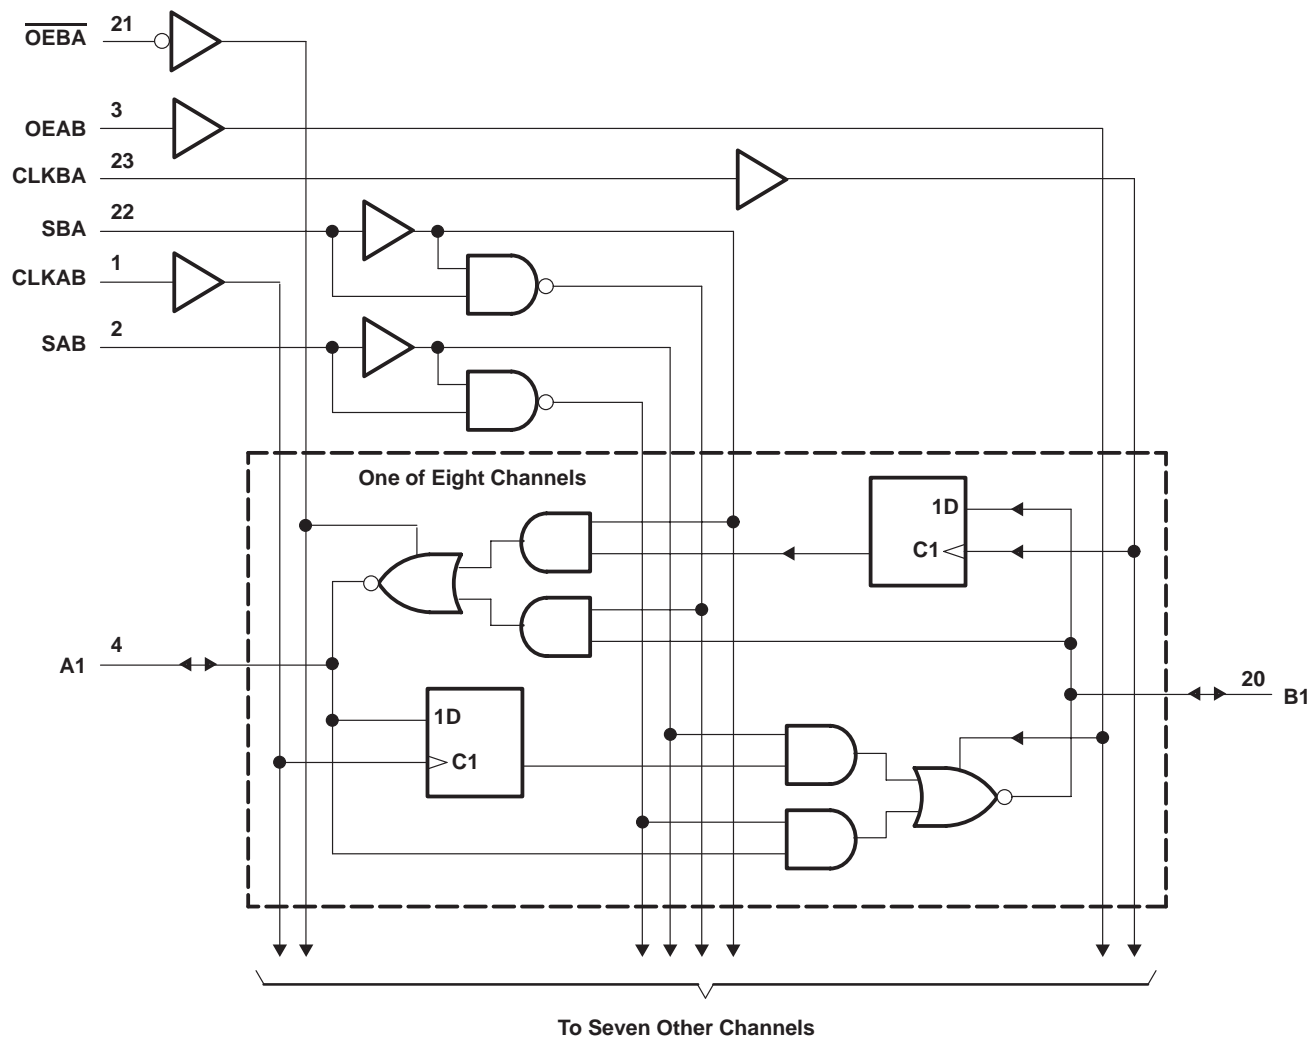 OEBA 21
OEAB 3
CLKBA 23
SBA 22
CLKAB 1
SAB 2
One of Eight Channels
1D
C1
A1 4
1D
C1
20 B1
To Seven Other Channels